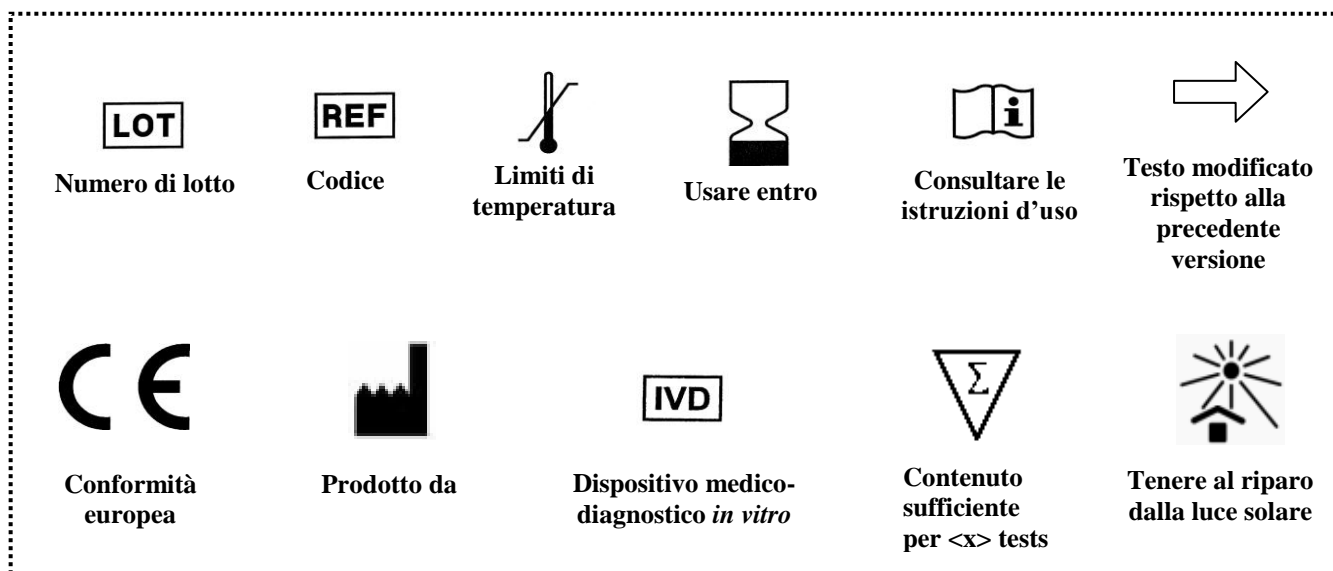 LOT
REF
i
Numero di lotto
Codice
Limiti di
temperatura
Usare entro
Consultare le
istruzioni d’uso
Testo modificato
rispetto alla
precedente
versione
CE
IVD
Σ
Conformità
europea
Prodotto da
Dispositivo medico-
diagnostico in vitro
Contenuto
sufficiente
per <x> tests
Tenere al riparo
dalla luce solare